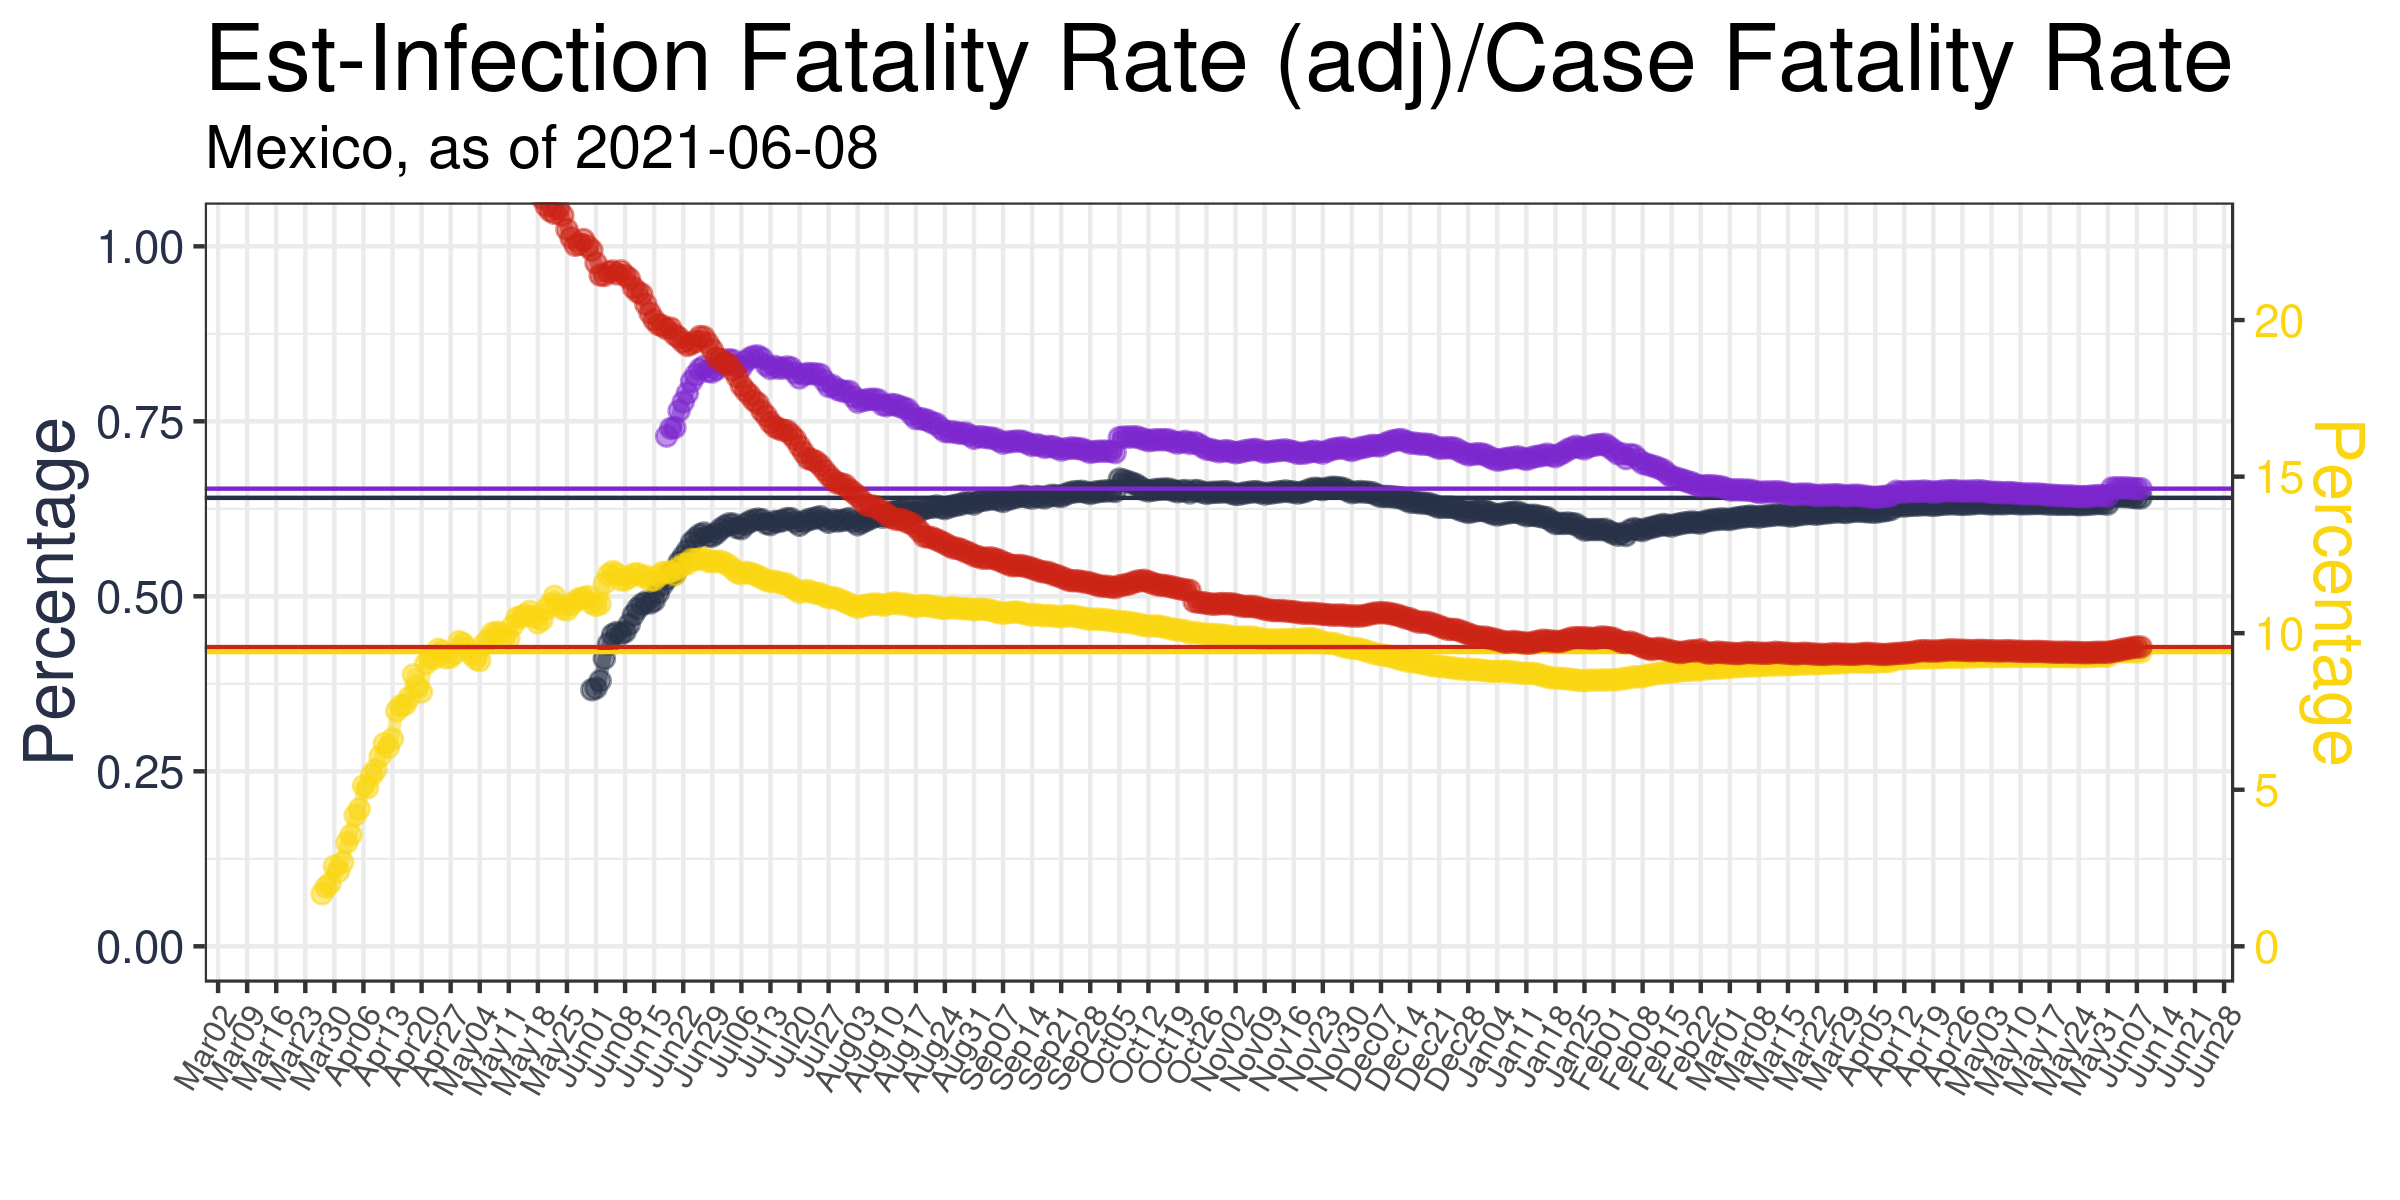 Est-Infection Fatality Rate (adj)/Case Fatality Rate
Mexico, as of 2021-06-08
Percentage
1.00
0.75
0.50
0.25
0.00
20
15
10
5
0
Percentage
Mar02
Mar09
Mar16
Mar23
Mar30
Apr06
Apr13
Apr20
Apr27
May04
May11
May18
May25
Jun01
Jun08
Jun15
Jun22
Jun29
Jul06
Jul13
Jul20
Jul27
Aug03
Aug10
Aug17
Aug24
Aug31
Sep07
Sep14
Sep21
Sep28
Oct05
Oct12
Oct19
Oct26
Nov02
Nov09
Nov16
Nov23
Nov30
Dec07
Dec14
Dec21
Dec28
Jan04
Jan11
Jan18
Jan25
Feb01
Feb08
Feb15
Feb22
Mar01
Mar08
Mar15
Mar22
Mar29
Apr05
Apr12
Apr19
Apr26
May03
May10
May17
May24
May31
Jun07
Jun14
Jun21
Jun28